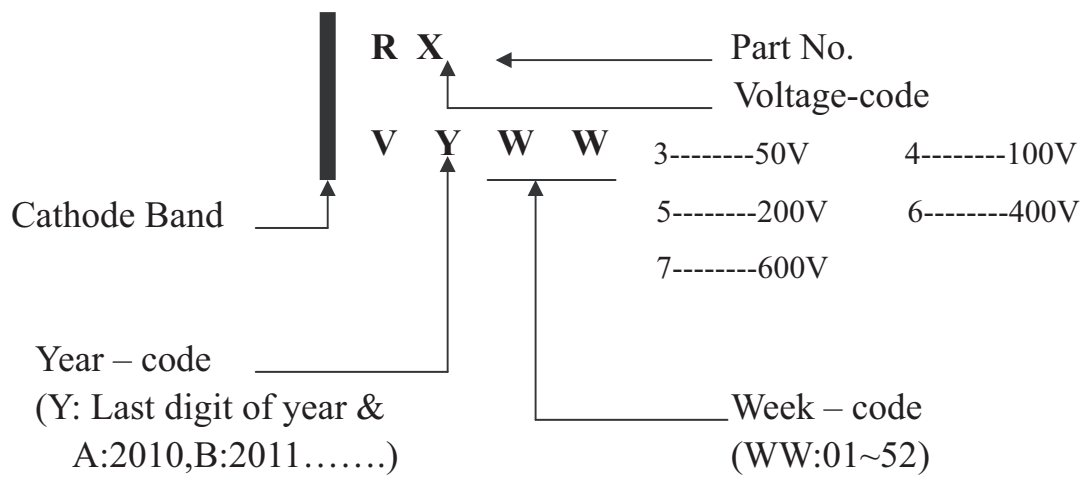 R X
Part No.
Voltage-code
V Y W W
3--------50V 4--------100V
Cathode Band
5--------200V 6--------400V
7--------600V
Year – code
(Y: Last digit of year &
A:2010,B:2011…….)
Week – code
(WW:01~52)